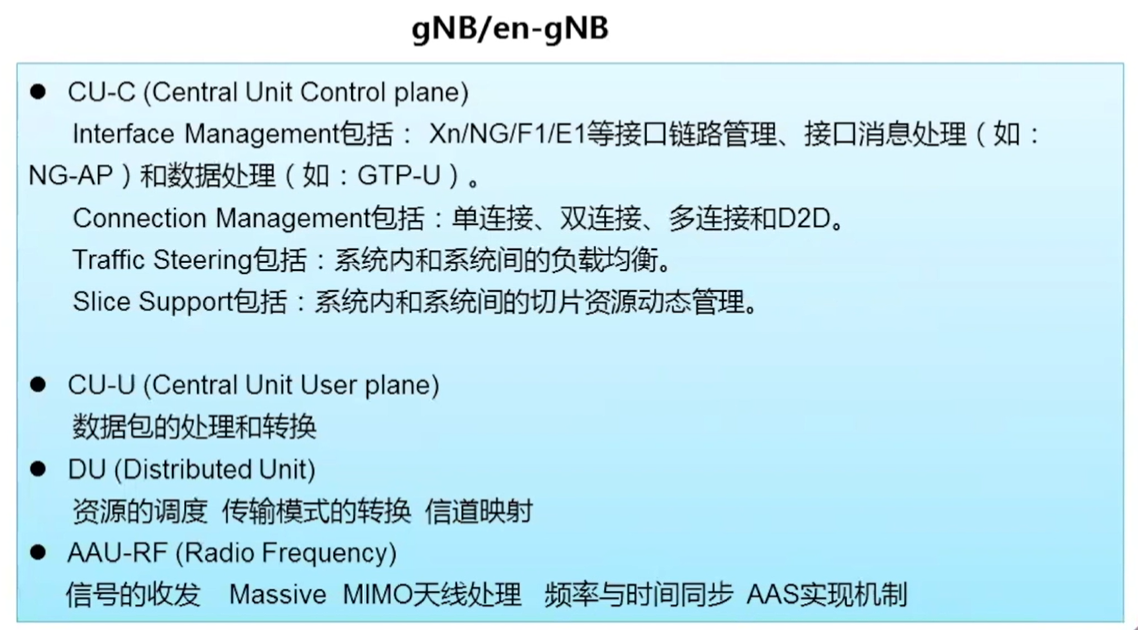 gNB/en-gNB
● CU-C (Central Unit Control plane)
Interface Management包括： Xn/NG/F1/E1等接口链路管理、接口消息处理（如：
NG-AP）和数据处理（如：GTP-U）。
Connection Management包括：单连接、双连接、多连接和D2D。
Traffic Steering包括：系统内和系统间的负载均衡。
Slice Support包括：系统内和系统间的切片资源动态管理。
● CU-U (Central Unit User plane)
数据包的处理和转换
● DU (Distributed Unit)
资源的调度 传输模式的转换 信道映射
● AAU-RF (Radio Frequency)
信号的收发 Massive MIMO天线处理 频率与时间同步 AAS实现机制